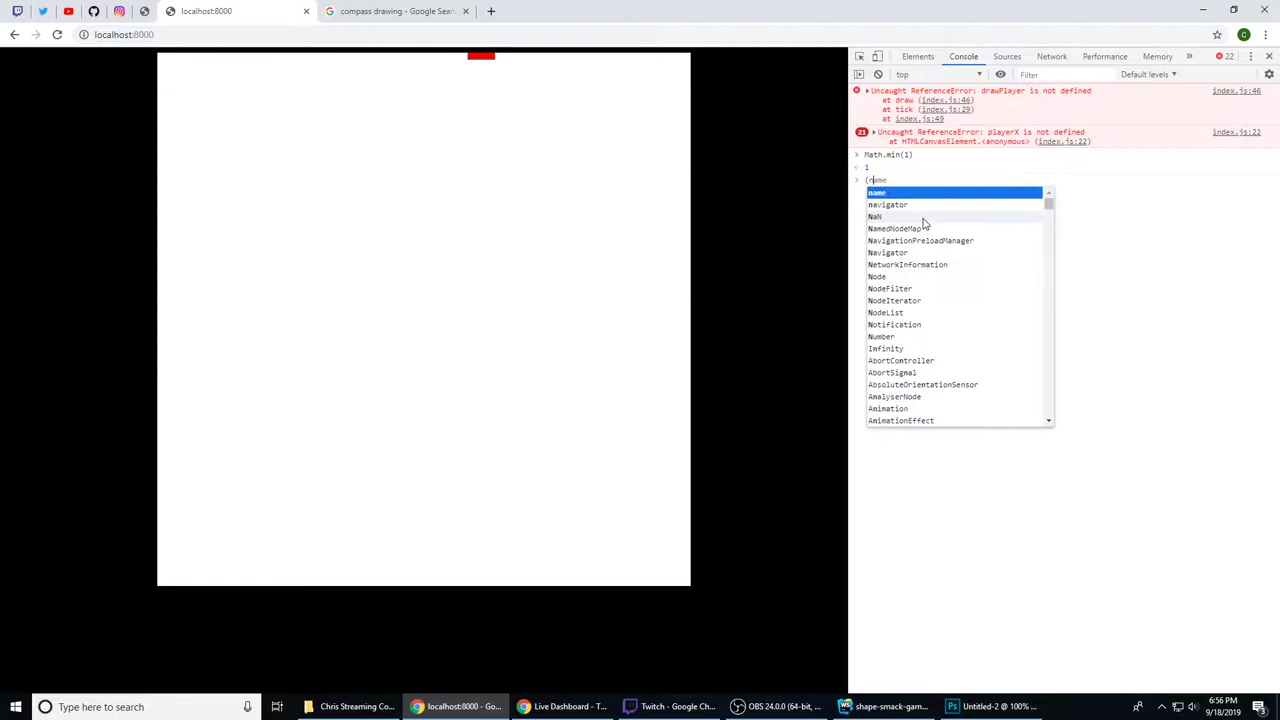 localhost:8000
compass drawing - Google Sear
localhost:8000
Elements
Console
Sources
Network
Performance
Memory
22
top
Filter
Default levels
Uncaught ReferenceError: drawPlayer is not defined
index.js:46
at draw (index.js:46)
at tick (index.js:29)
at index.js:49
21
Uncaught ReferenceError: playerX is not defined
index.js:22
at HTMLCanvasElement.<anonymous> (index.js:22)
> Math.min(1)
< 1
> (name
name
navigator
NaN
NamedNodeMap
NavigationPreloadManager
Navigator
NetworkInformation
Node
NodeFilter
NodeIterator
NodeList
Notification
Number
Infinity
AbortController
AbortSignal
AbsoluteOrientationSensor
AnalyserNode
Animation
AnimationEffect
Type here to search
Chris Streaming Co...
localhost:8000 - Go...
Live Dashboard - T...
Twitch - Google Ch...
OBS 24.0.0 (64-bit, ...
shape-smack-gam...
Untitled-2 @ 100% ...
6:56 PM
9/18/2019